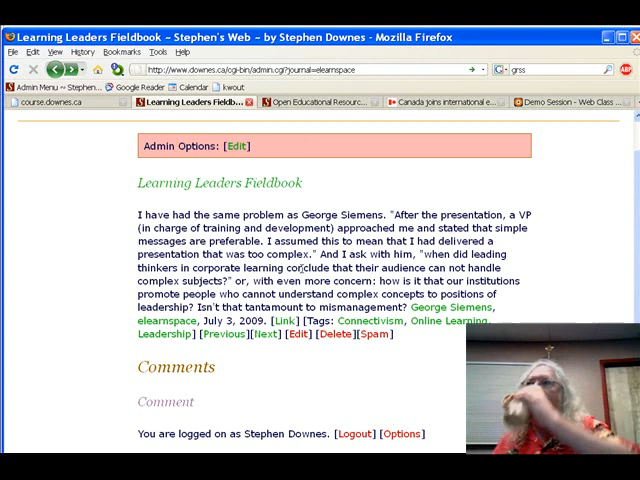 Learning Leaders Fieldbook ~ Stephen's Web ~ by Stephen Downes - Mozilla Firefox
File Edit View History Bookmarks Tools Help
http://www.downes.ca/cgi-bin/admin.cgi?journal=elearnspace grss ABP
Admin Menu ~ Stephen... Google Reader Calendar kwout
course.downes.ca Learning Leaders Fieldb... Open Educational Resourc... Canada joins international e... Demo Session - Web Class ...
Admin Options: [Edit]
Learning Leaders Fieldbook
I have had the same problem as George Siemens. "After the presentation, a VP
(in charge of training and development) approached me and stated that simple
messages are preferable. I assumed this to mean that I had delivered a
presentation that was too complex." And I ask with him, "when did leading
thinkers in corporate learning conclude that their audience can not handle
complex subjects?" or, with even more concern: how is it that our institutions
promote people who cannot understand complex concepts to positions of
leadership? Isn't that tantamount to mismanagement? George Siemens,
elearnspace, July 3, 2009. [Link] [Tags: Connectivism, Online Learning,
Leadership] [Previous][Next] [Edit] [Delete][Spam]
Comments
Comment
You are logged on as Stephen Downes. [Logout] [Options]